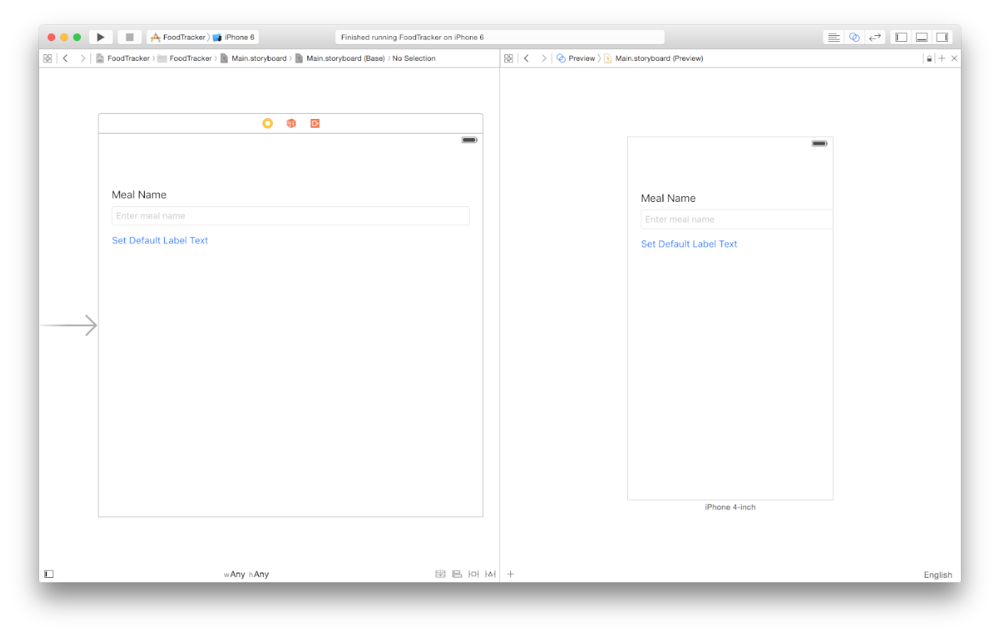 FoodTracker iPhone 6 Finished running FoodTracker on iPhone 6
FoodTracker FoodTracker Main.storyboard Main.storyboard (Base) No Selection
Preview Main.storyboard (Preview)
Meal Name
Enter meal name
Set Default Label Text
Meal Name
Enter meal name
Set Default Label Text
iPhone 4-inch
wAny hAny
English